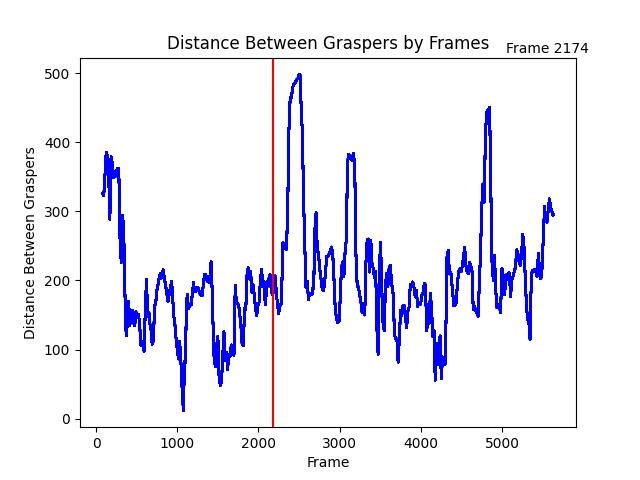 Distance Between Graspers by Frames
Frame 2174
Distance Between Graspers
500
400
300
200
100
0
0 1000 2000 3000 4000 5000
Frame